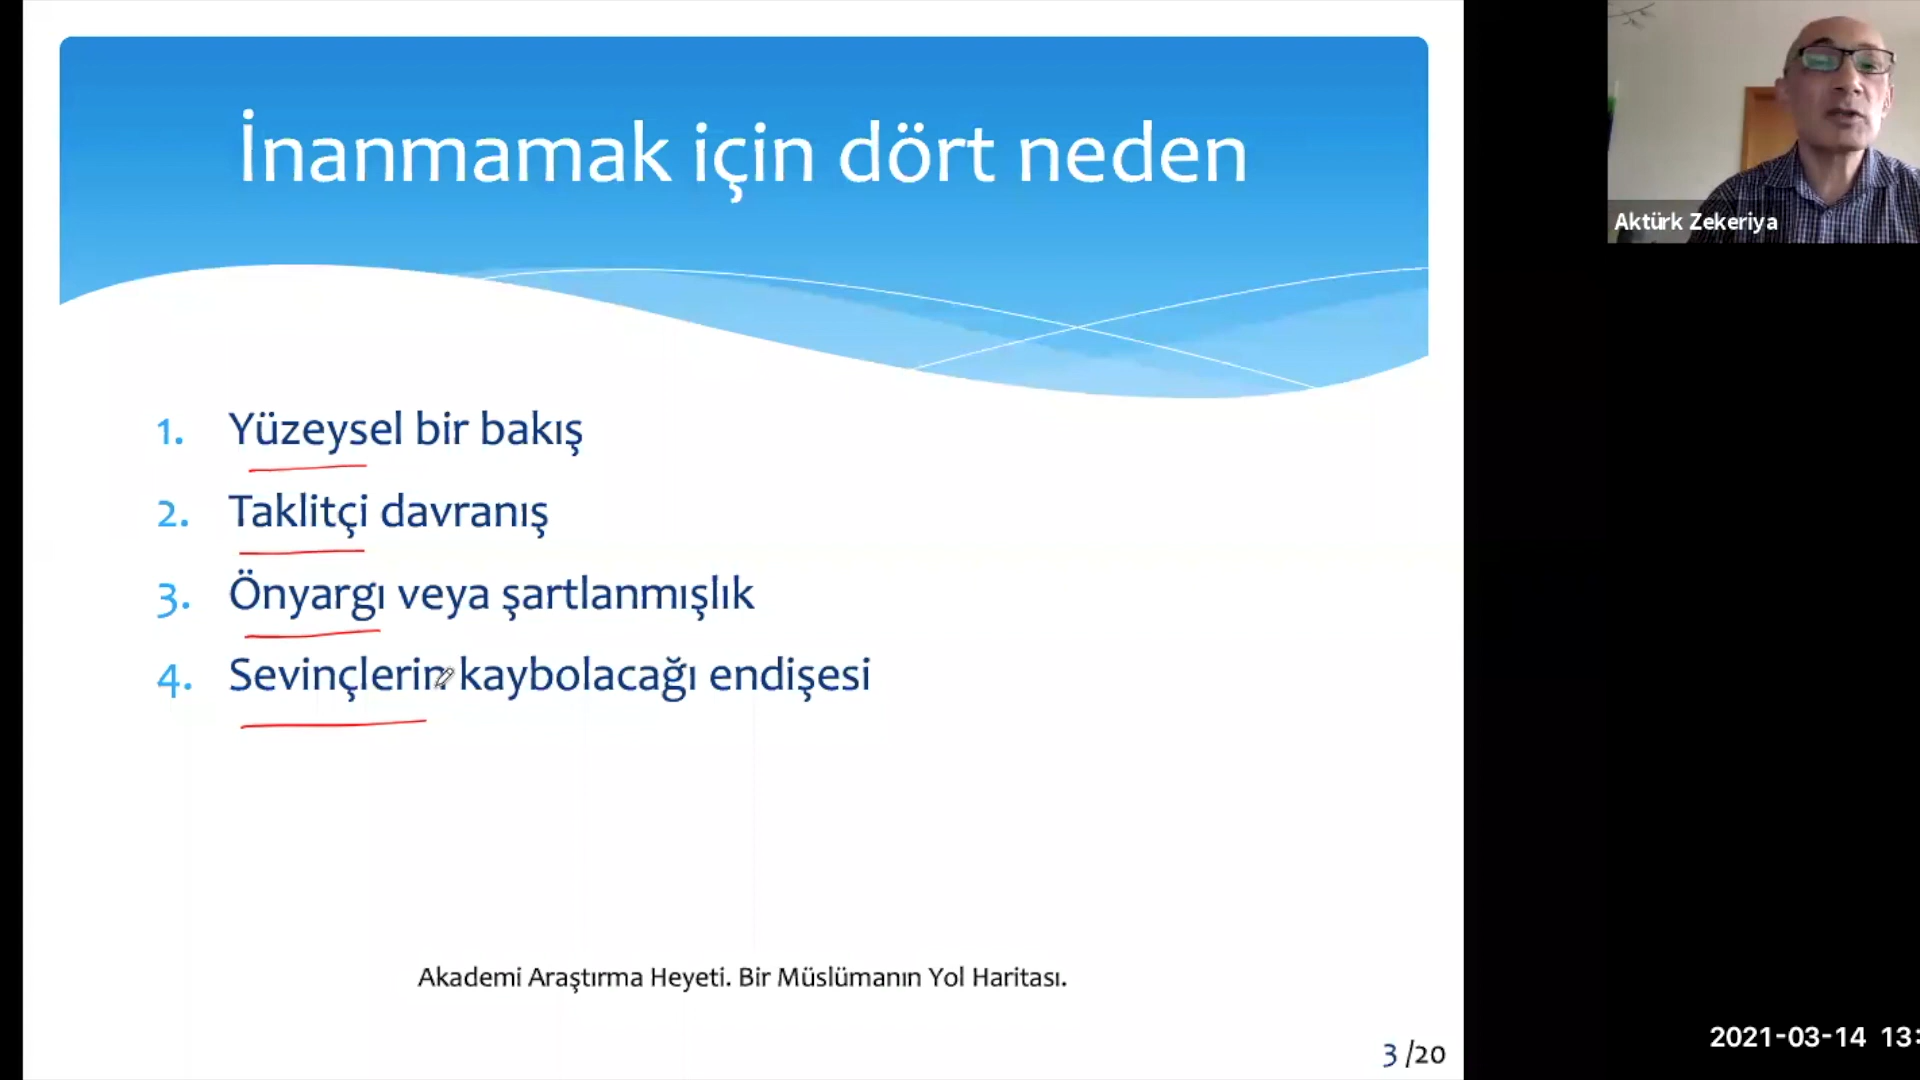 İnanmamak için dört neden
1. Yüzeysel bir bakış
2. Taklitçi davranış
3. Önyargı veya şartlanmışlık
4. Sevinçlerin kaybolacağı endişesi
Akademi Araştırma Heyeti. Bir Müslümanın Yol Haritası.
3 /20
Aktürk Zekeriya
2021-03-14 13: